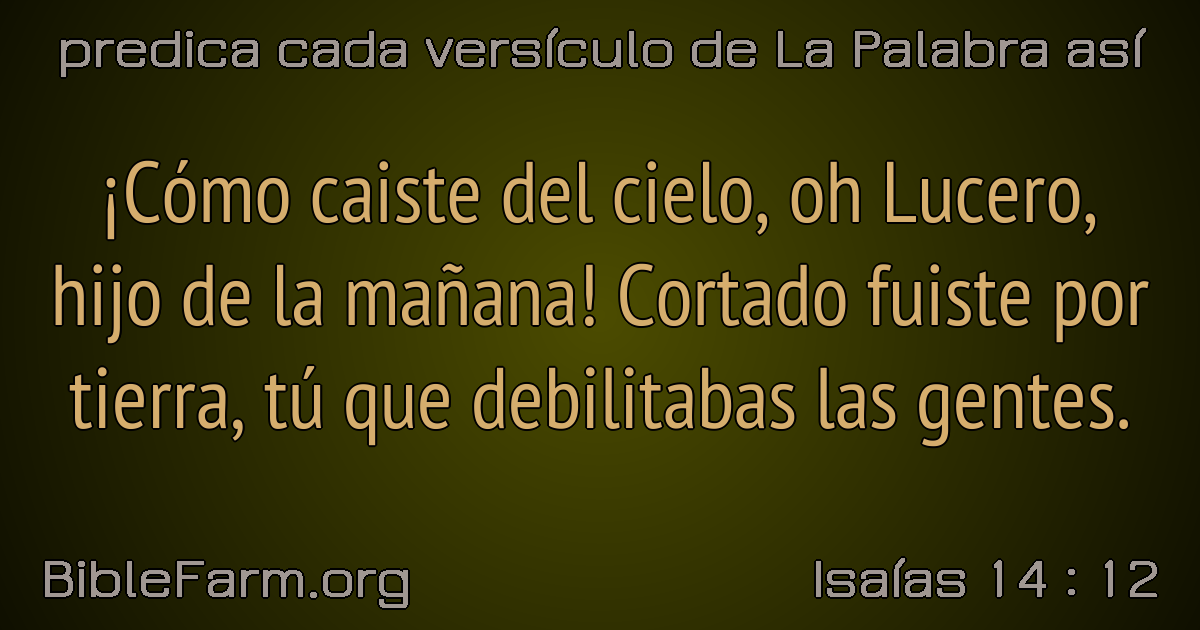 predica cada versículo de La Palabra así
¡Cómo caiste del cielo, oh Lucero,
hijo de la mañana! Cortado fuiste por
tierra, tú que debilitabas las gentes.
BibleFarm.org
Isaías 14 : 12